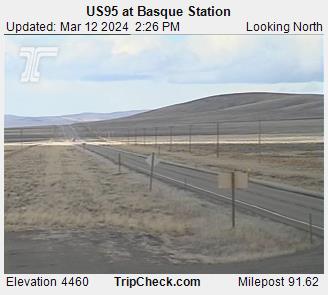 US95 at Basque Station
Updated: Mar 12 2024 2:26 PM Looking North
Elevation 4460 TripCheck.com Milepost 91.62